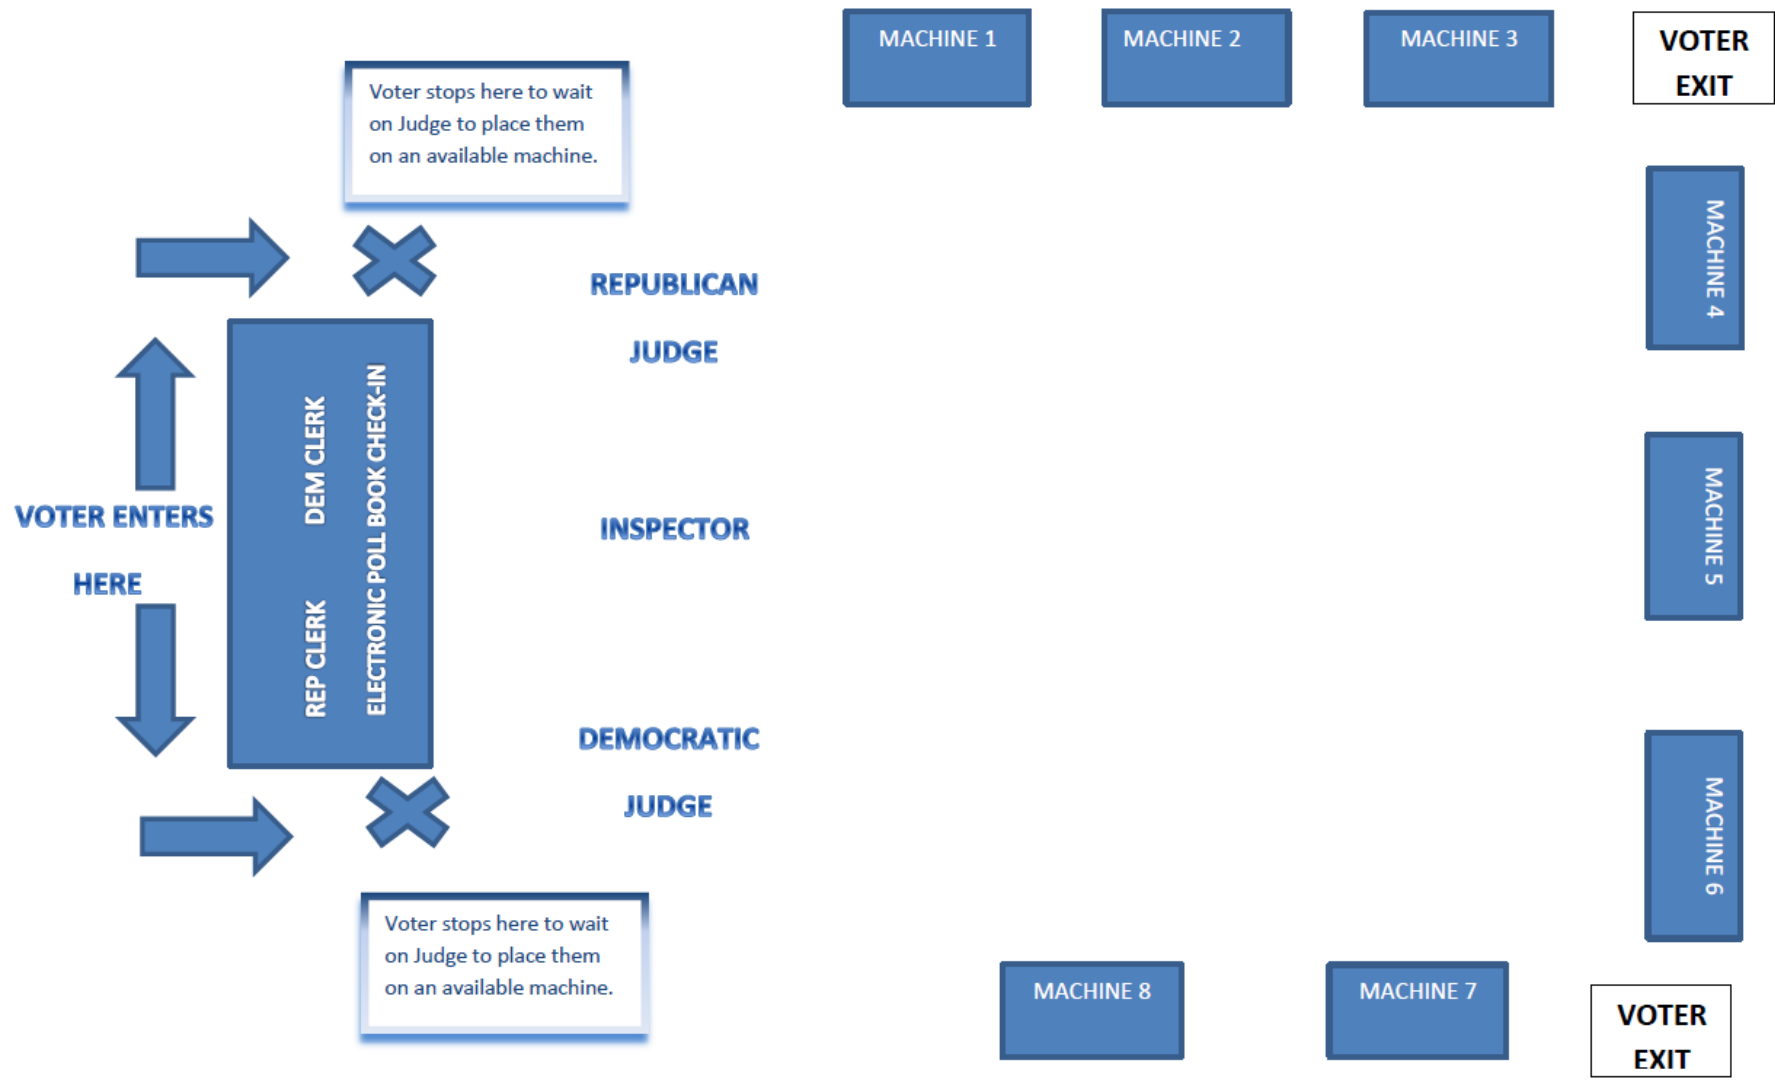 MACHINE 1
MACHINE 2
MACHINE 3
VOTER
EXIT
Voter stops here to wait
on Judge to place them
on an available machine.
MACHINE 4
REPUBLICAN
JUDGE
VOTER ENTERS
HERE
DEM CLERK
REP CLERK
ELECTRONIC POLL BOOK CHECK-IN
INSPECTOR
MACHINE 5
DEMOCRATIC
JUDGE
MACHINE 6
Voter stops here to wait
on Judge to place them
on an available machine.
MACHINE 8
MACHINE 7
VOTER
EXIT